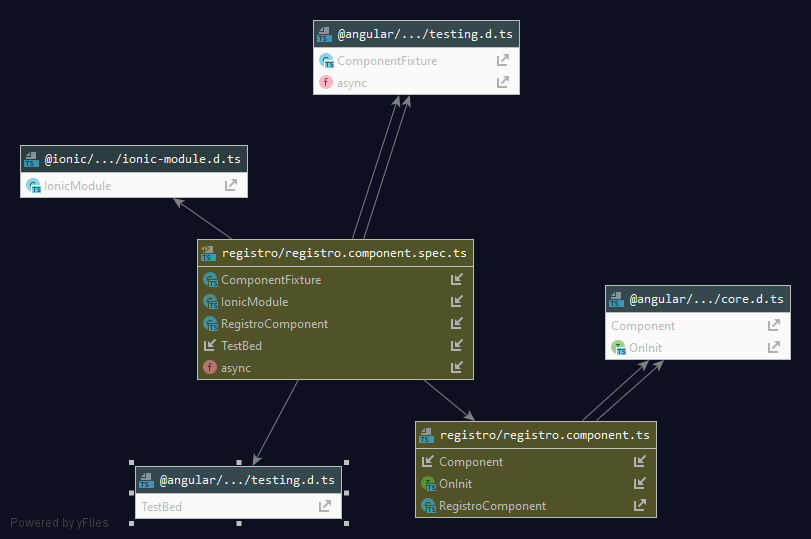 @angular/.../testing.d.ts
ComponentFixture
async
@ionic/.../ionic-module.d.ts
IonicModule
registro/registro.component.spec.ts
ComponentFixture
IonicModule
RegistroComponent
TestBed
async
@angular/.../core.d.ts
Component
OnInit
registro/registro.component.ts
Component
OnInit
RegistroComponent
@angular/.../testing.d.ts
TestBed
Powered by yFiles